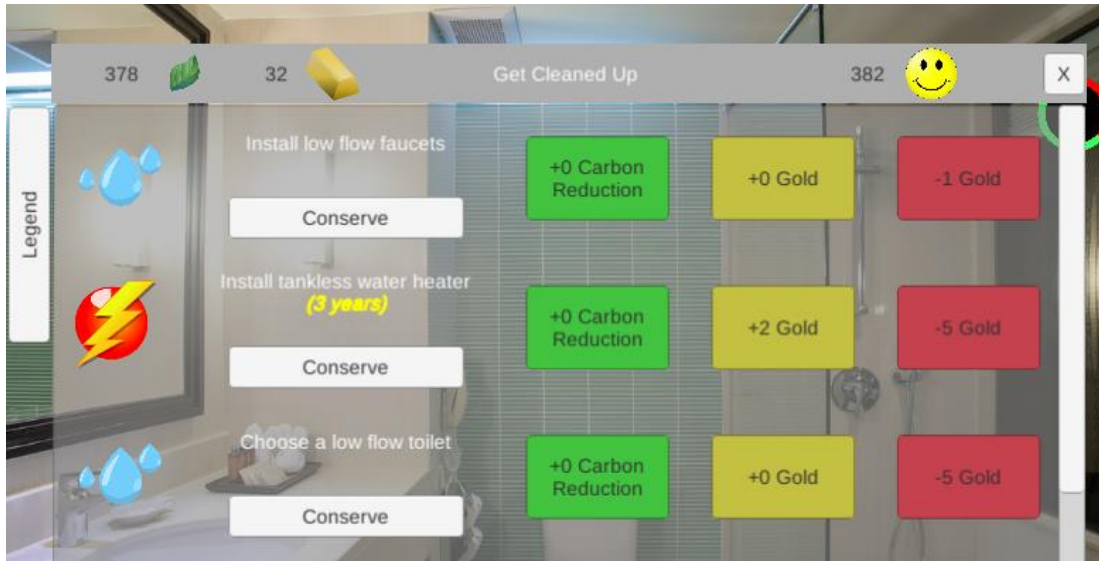 378
32
Get Cleaned Up
382
X
Legend
Install low flow faucets
Conserve
+0 Carbon
Reduction
+0 Gold
-1 Gold
Install tankless water heater
(3 years)
Conserve
+0 Carbon
Reduction
+2 Gold
-5 Gold
Choose a low flow toilet
Conserve
+0 Carbon
Reduction
+0 Gold
-5 Gold